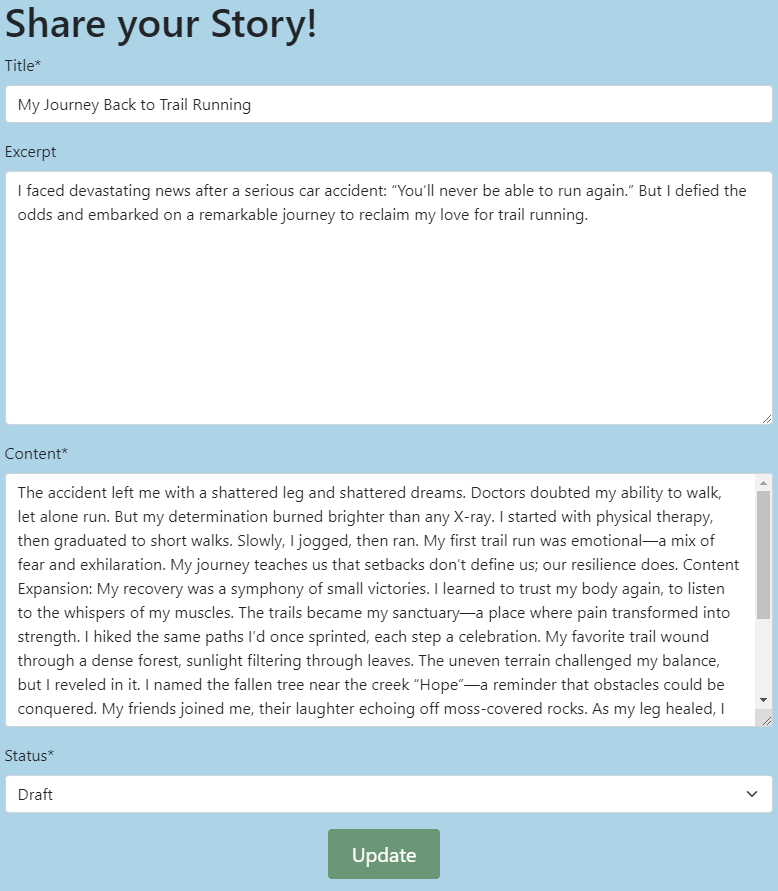 Share your Story!
Title*
My Journey Back to Trail Running
Excerpt
I faced devastating news after a serious car accident: “You’ll never be able to run again.” But I defied the
odds and embarked on a remarkable journey to reclaim my love for trail running.
Content*
The accident left me with a shattered leg and shattered dreams. Doctors doubted my ability to walk,
let alone run. But my determination burned brighter than any X-ray. I started with physical therapy,
then graduated to short walks. Slowly, I jogged, then ran. My first trail run was emotional—a mix of
fear and exhilaration. My journey teaches us that setbacks don’t define us; our resilience does. Content
Expansion: My recovery was a symphony of small victories. I learned to trust my body again, to listen
to the whispers of my muscles. The trails became my sanctuary—a place where pain transformed into
strength. I hiked the same paths I’d once sprinted, each step a celebration. My favorite trail wound
through a dense forest, sunlight filtering through leaves. The uneven terrain challenged my balance,
but I reveled in it. I named the fallen tree near the creek “Hope”—a reminder that obstacles could be
conquered. My friends joined me, their laughter echoing off moss-covered rocks. As my leg healed, I
Status*
Draft
Update